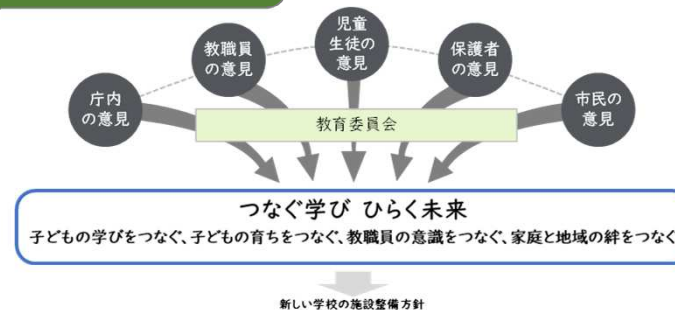 児童
生徒の
意見
教職員
の意見
保護者
の意見
庁内
の意見
市民の
意見
教育委員会
つなぐ学び ひらく未来
子どもの学びをつなぐ、子どもの育ちをつなぐ、教職員の意識をつなぐ、家庭と地域の絆をつなぐ
新しい学校の施設整備方針